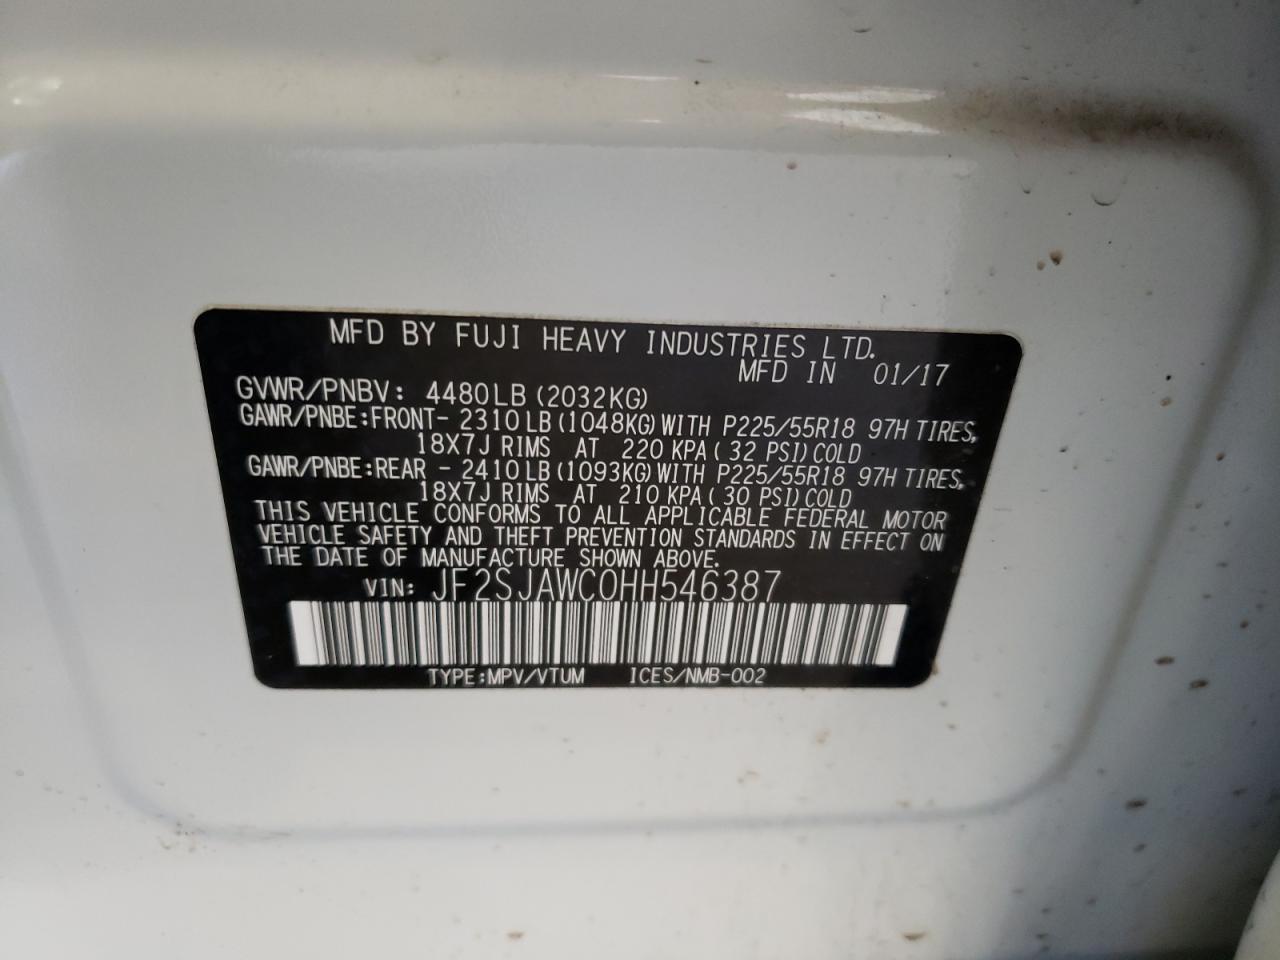 MFD BY FUJI HEAVY INDUSTRIES LTD.
MFD IN 01/17
GVWR/PNBV: 4480LB (2032KG)
GAWR/PNBE:FRONT- 2310LB (1048KG) WITH P225/55R18 97H TIRES,
18X7J RIMS AT 220 KPA ( 32 PSI) COLD
GAWR/PNBE:REAR - 2410LB (1093KG) WITH P225/55R18 97H TIRES,
18X7J RIMS AT 210 KPA ( 30 PSI) COLD
THIS VEHICLE CONFORMS TO ALL APPLICABLE FEDERAL MOTOR
VEHICLE SAFETY AND THEFT PREVENTION STANDARDS IN EFFECT ON
THE DATE OF MANUFACTURE SHOWN ABOVE.
VIN: JF2SJAWC0HH546387
TYPE:MPV/VTUM ICES/NMB-002